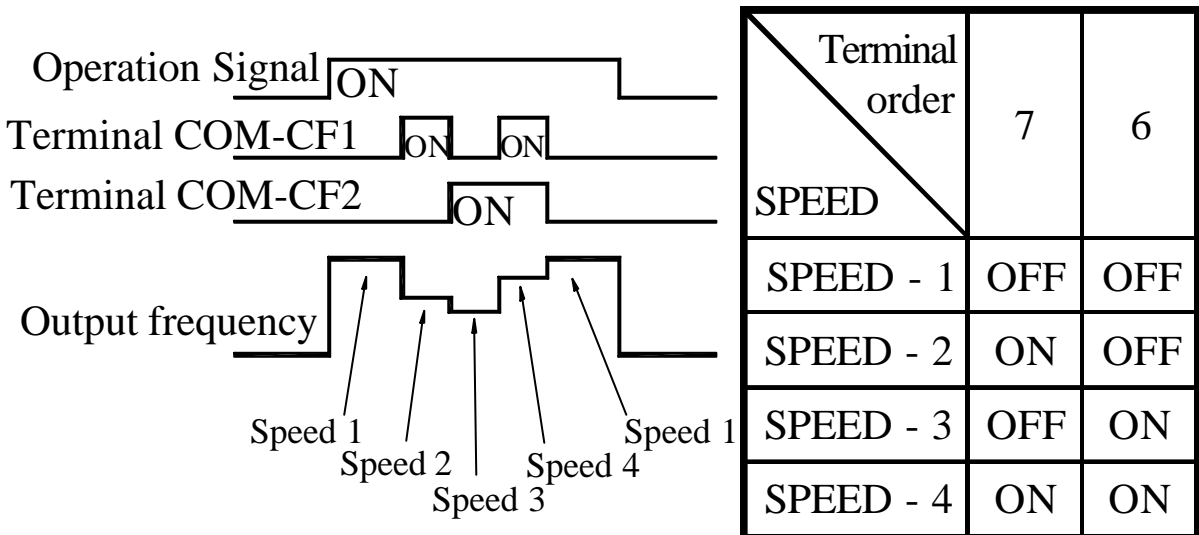 Operation Signal
ON
Terminal COM-CF1
ON
ON
Terminal COM-CF2
ON
Output frequency
Speed 1
Speed 2
Speed 3
Speed 4
Speed 1
Terminal
order
SPEED
7
6
SPEED - 1 OFF OFF
SPEED - 2 ON OFF
SPEED - 3 OFF ON
SPEED - 4 ON ON